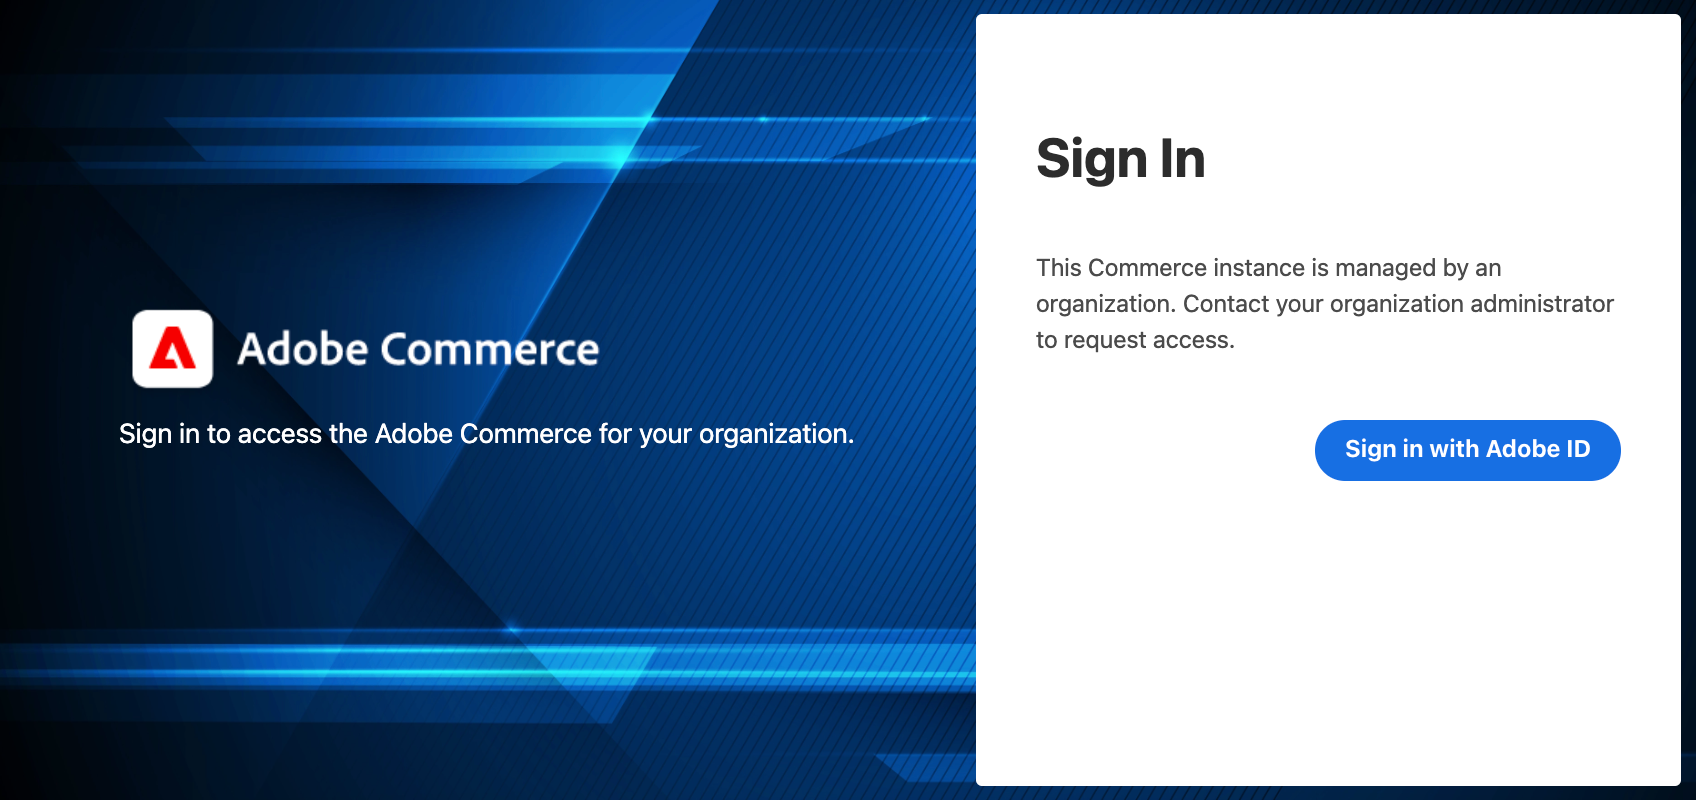 Adobe Commerce
Sign in to access the Adobe Commerce for your organization.
Sign In
This Commerce instance is managed by an
organization. Contact your organization administrator
to request access.
Sign in with Adobe ID